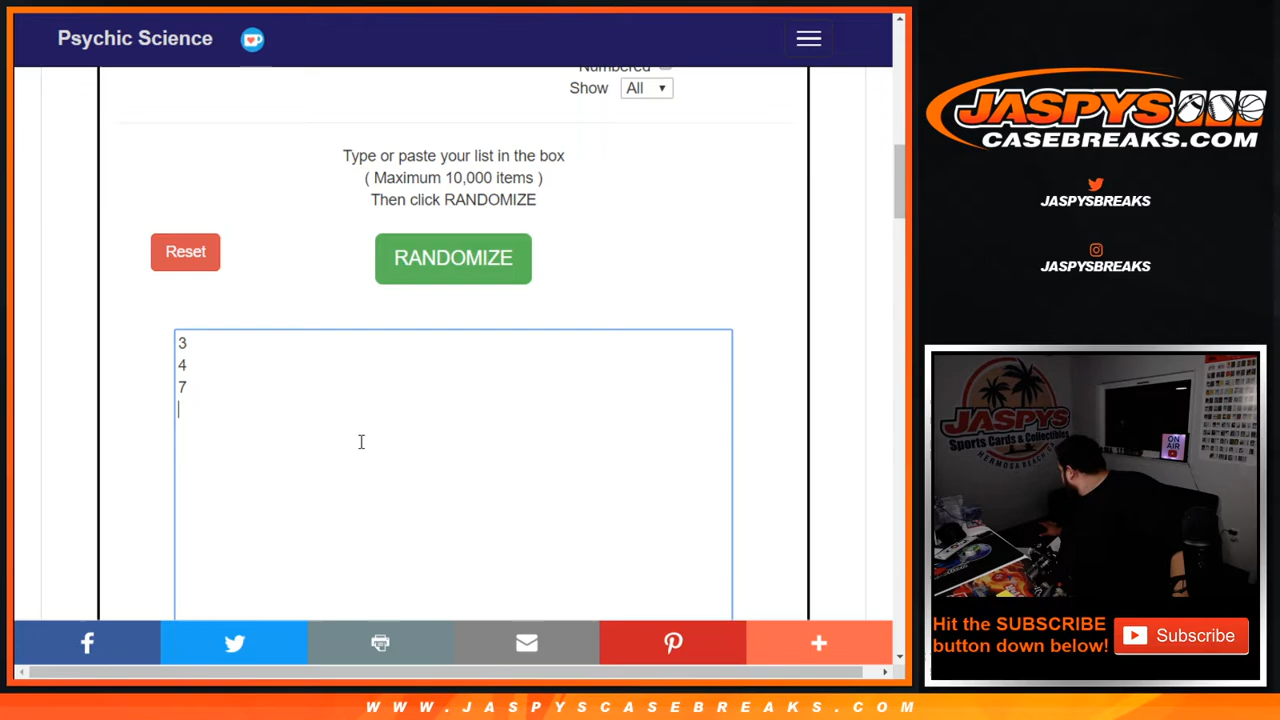 Psychic Science
Show All
Type or paste your list in the box
( Maximum 10,000 items )
Then click RANDOMIZE
Reset
RANDOMIZE
3
4
7
JASPYS
CASEBREAKS.COM
JASPYSBREAKS
JASPYSBREAKS
JASPYS
Sports Cards & Collectibles
HERMOSA BEACH
ON AIR
Hit the SUBSCRIBE
button down below!
Subscribe
WWW.JASPYSCASEBREAKS.COM